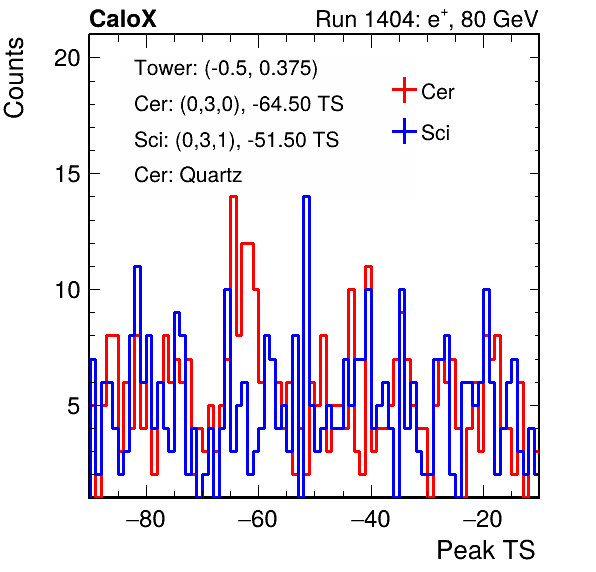 CaloX Run 1404: e⁺, 80 GeV
Counts
20
15
10
5
Tower: (-0.5, 0.375)
Cer: (0,3,0), -64.50 TS
Sci: (0,3,1), -51.50 TS
Cer: Quartz
Cer
Sci
−80 −60 −40 −20
Peak TS